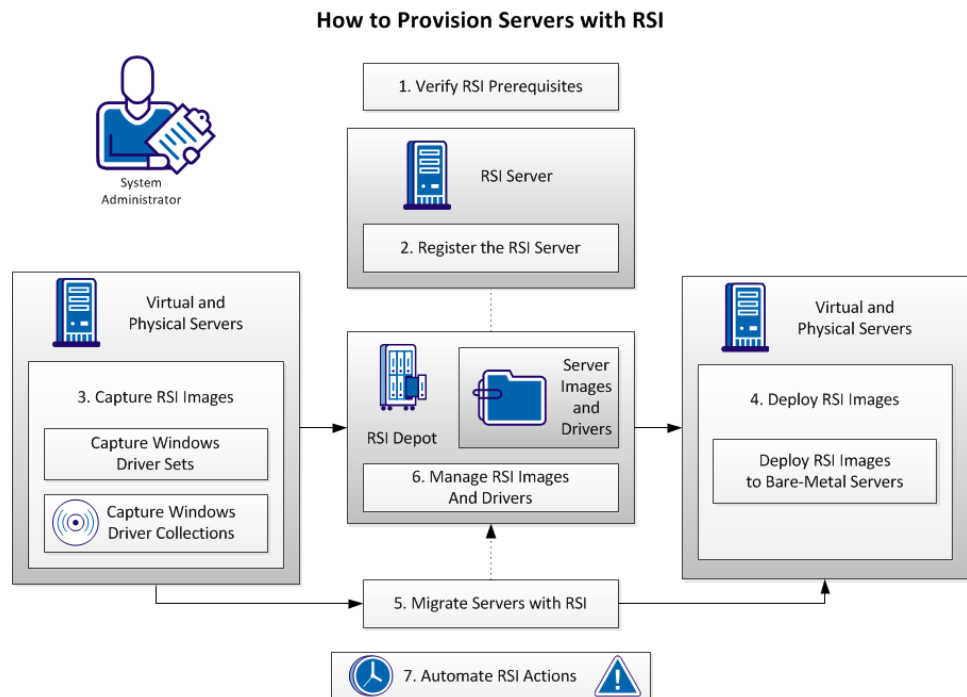 How to Provision Servers with RSI
System
Administrator
1. Verify RSI Prerequisites
RSI Server
2. Register the RSI Server
Virtual and
Physical Servers
3. Capture RSI Images
Capture Windows
Driver Sets
Capture Windows
Driver Collections
RSI Depot
Server
Images
and
Drivers
6. Manage RSI Images
And Drivers
Virtual and
Physical Servers
4. Deploy RSI Images
Deploy RSI Images
to Bare-Metal Servers
5. Migrate Servers with RSI
7. Automate RSI Actions